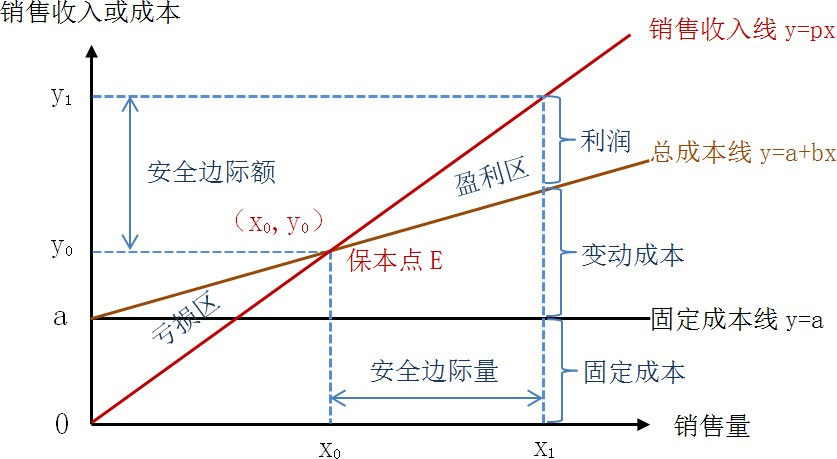 销售收入或成本
销售收入线 y=px
y₁
利润
安全边际额
总成本线 y=a+bx
盈利区
(x₀, y₀)
y₀
保本点 E
变动成本
亏损区
a
固定成本线 y=a
安全边际量
固定成本
0
销售量
x₀
x₁